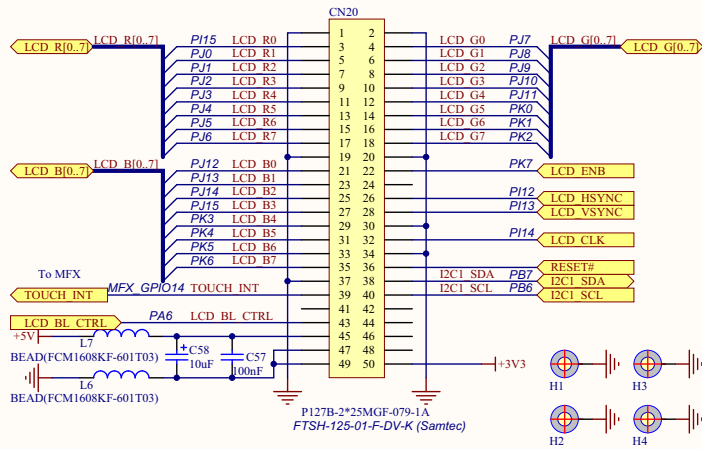 CN20
1 2
LCD_R[0..7] LCD_R[0..7] PI15 LCD_R0 3 4 LCD_G0 PJ7 LCD_G[0..7]
PJ0 LCD_R1 5 6 LCD_G1 PJ8
PJ1 LCD_R2 7 8 LCD_G2 PJ9
PJ2 LCD_R3 9 10 LCD_G3 PJ10
PJ3 LCD_R4 11 12 LCD_G4 PJ11
PJ4 LCD_R5 13 14 LCD_G5 PK0
PJ5 LCD_R6 15 16 LCD_G6 PK1
PJ6 LCD_R7 17 18 LCD_G7 PK2
19 20
LCD_B[0..7] LCD_B[0..7] PJ12 LCD_B0 21 22 PK7 LCD_ENB
PJ13 LCD_B1 23 24
PJ14 LCD_B2 25 26 PI12 LCD_HSYNC
PJ15 LCD_B3 27 28 PI13 LCD_VSYNC
PK3 LCD_B4 29 30
PK4 LCD_B5 31 32 PI14 LCD_CLK
PK5 LCD_B6 33 34
PK6 LCD_B7 35 36 RESET#
To MFX
37 38 I2C1_SDA PB7 I2C1_SDA
TOUCH_INT MFX_GPIO14 TOUCH_INT 39 40 I2C1_SCL PB6 I2C1_SCL
41 42
LCD_BL_CTRL PA6 LCD_BL_CTRL 43 44
+5V L7 45 46
BEAD(FCM1608KF-601T03) + C58 10uF C57 100nF 47 48
49 50 +3V3
L6
BEAD(FCM1608KF-601T03)
H1 H3
P127B-2*25MGF-079-1A
FTSH-125-01-F-DV-K (Samtec)
H2 H4